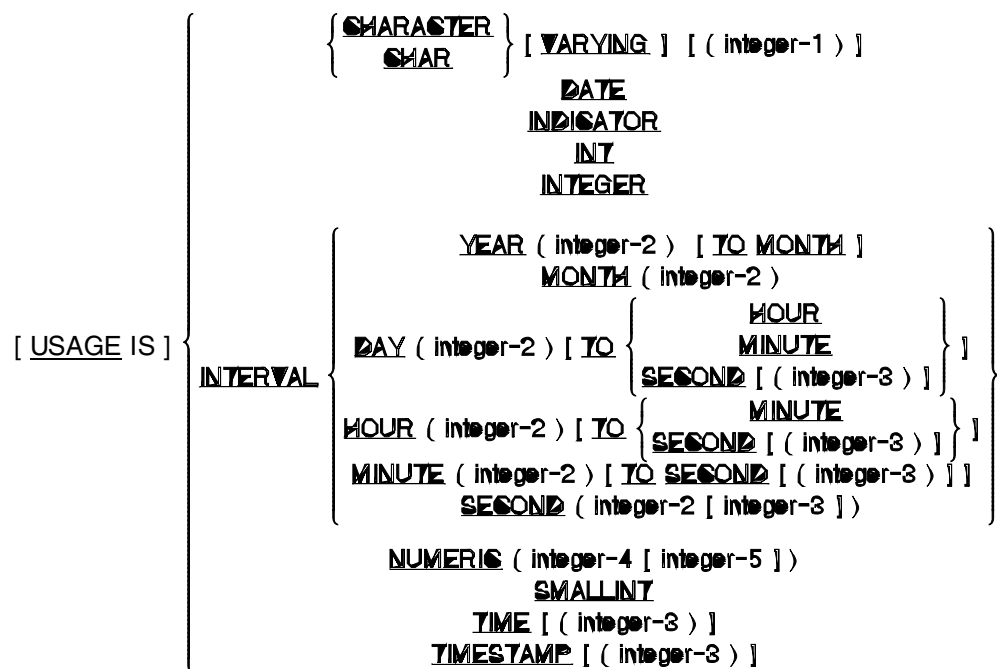 CHARACTER
CHAR
[ VARYING ] [ ( integer-1 ) ]
DATE
INDICATOR
INT
INTEGER
[ USAGE IS ]
INTERVAL
YEAR ( integer-2 ) [ TO MONTH ]
MONTH ( integer-2 )
DAY ( integer-2 ) [ TO
HOUR
MINUTE
SECOND [ ( integer-3 ) ]
]
HOUR ( integer-2 ) [ TO
MINUTE
SECOND [ ( integer-3 ) ]
]
MINUTE ( integer-2 ) [ TO SECOND [ ( integer-3 ) ] ]
SECOND ( integer-2 [ integer-3 ] )
NUMERIC ( integer-4 [ integer-5 ] )
SMALLINT
TIME [ ( integer-3 ) ]
TIMESTAMP [ ( integer-3 ) ]